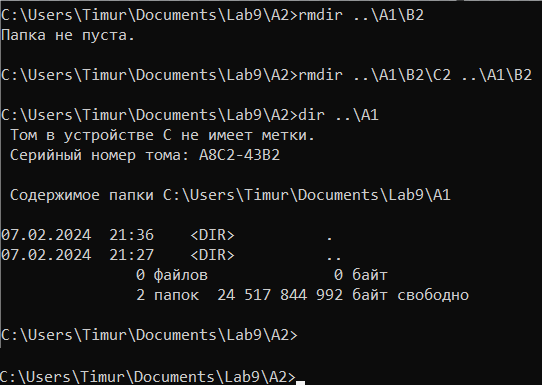 C:\Users\Timur\Documents\Lab9\A2>rmdir ..\A1\B2
Папка не пуста.
C:\Users\Timur\Documents\Lab9\A2>rmdir ..\A1\B2\C2 ..\A1\B2
C:\Users\Timur\Documents\Lab9\A2>dir ..\A1
Том в устройстве C не имеет метки.
Серийный номер тома: A8C2-43B2
Содержимое папки C:\Users\Timur\Documents\Lab9\A1
07.02.2024  21:36    <DIR>          .
07.02.2024  21:27    <DIR>          ..
0 файлов              0 байт
2 папок  24 517 844 992 байт свободно
C:\Users\Timur\Documents\Lab9\A2>
C:\Users\Timur\Documents\Lab9\A2>